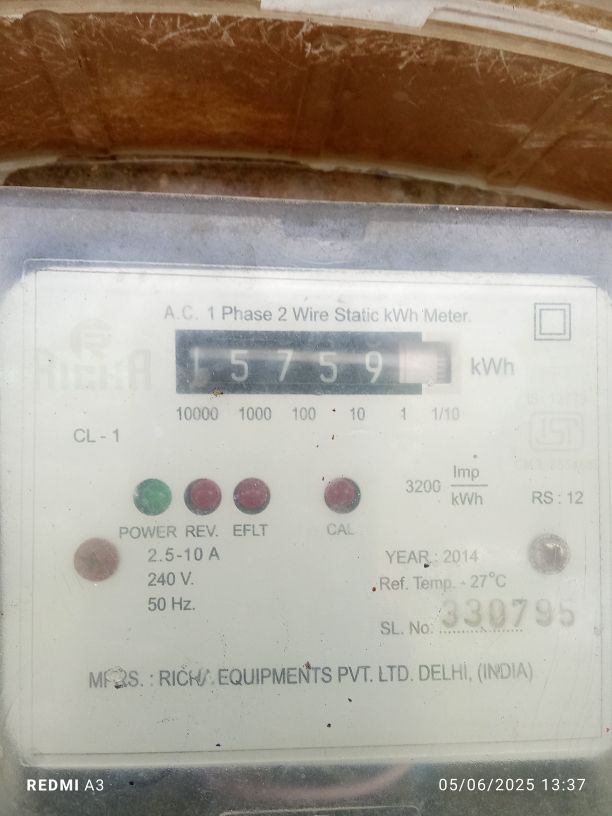 A.C. 1 Phase 2 Wire Static kWh Meter.
1 5 7 5 9 kWh
10000 1000 100 10 1 1/10
CL - 1
3200 Imp/kWh
RS : 12
POWER REV. EFLT CAL
2.5-10 A
240 V.
50 Hz.
YEAR : 2014
Ref. Temp. - 27°C
SL. No. 330795
MFRS. : RICHA EQUIPMENTS PVT. LTD. DELHI, (INDIA)
REDMI A3
05/06/2025 13:37